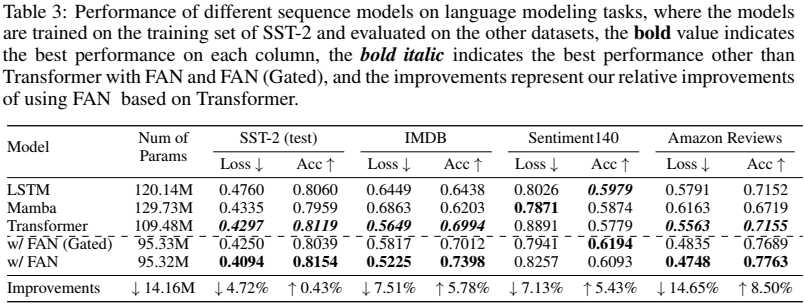 Table 3: Performance of different sequence models on language modeling tasks, where the models
are trained on the training set of SST-2 and evaluated on the other datasets, the bold value indicates
the best performance on each column, the bold italic indicates the best performance other than
Transformer with FAN and FAN (Gated), and the improvements represent our relative improvements
of using FAN based on Transformer.
Model Num of Params SST-2 (test) IMDB Sentiment140 Amazon Reviews
Loss ↓ Acc ↑ Loss ↓ Acc ↑ Loss ↓ Acc ↑ Loss ↓ Acc ↑
LSTM 120.14M 0.4760 0.8060 0.6449 0.6438 0.8026 0.5979 0.5791 0.7152
Mamba 129.73M 0.4335 0.7959 0.6863 0.6203 0.7871 0.5874 0.6163 0.6719
Transformer 109.48M 0.4297 0.8119 0.5649 0.6994 0.8891 0.5779 0.5563 0.7155
w/ FAN (Gated) 95.33M 0.4250 0.8039 0.5817 0.7012 0.7941 0.6194 0.4835 0.7689
w/ FAN 95.32M 0.4094 0.8154 0.5225 0.7398 0.8257 0.6093 0.4748 0.7763
Improvements ↓ 14.16M ↓ 4.72% ↑ 0.43% ↓ 7.51% ↑ 5.78% ↓ 7.13% ↑ 5.43% ↓ 14.65% ↑ 8.50%